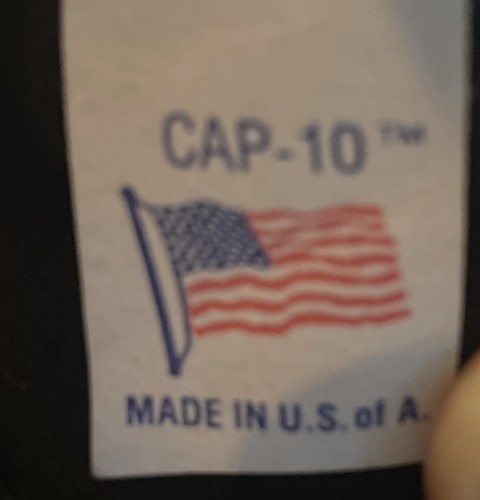 CAP-10™
MADE IN U.S. of A.